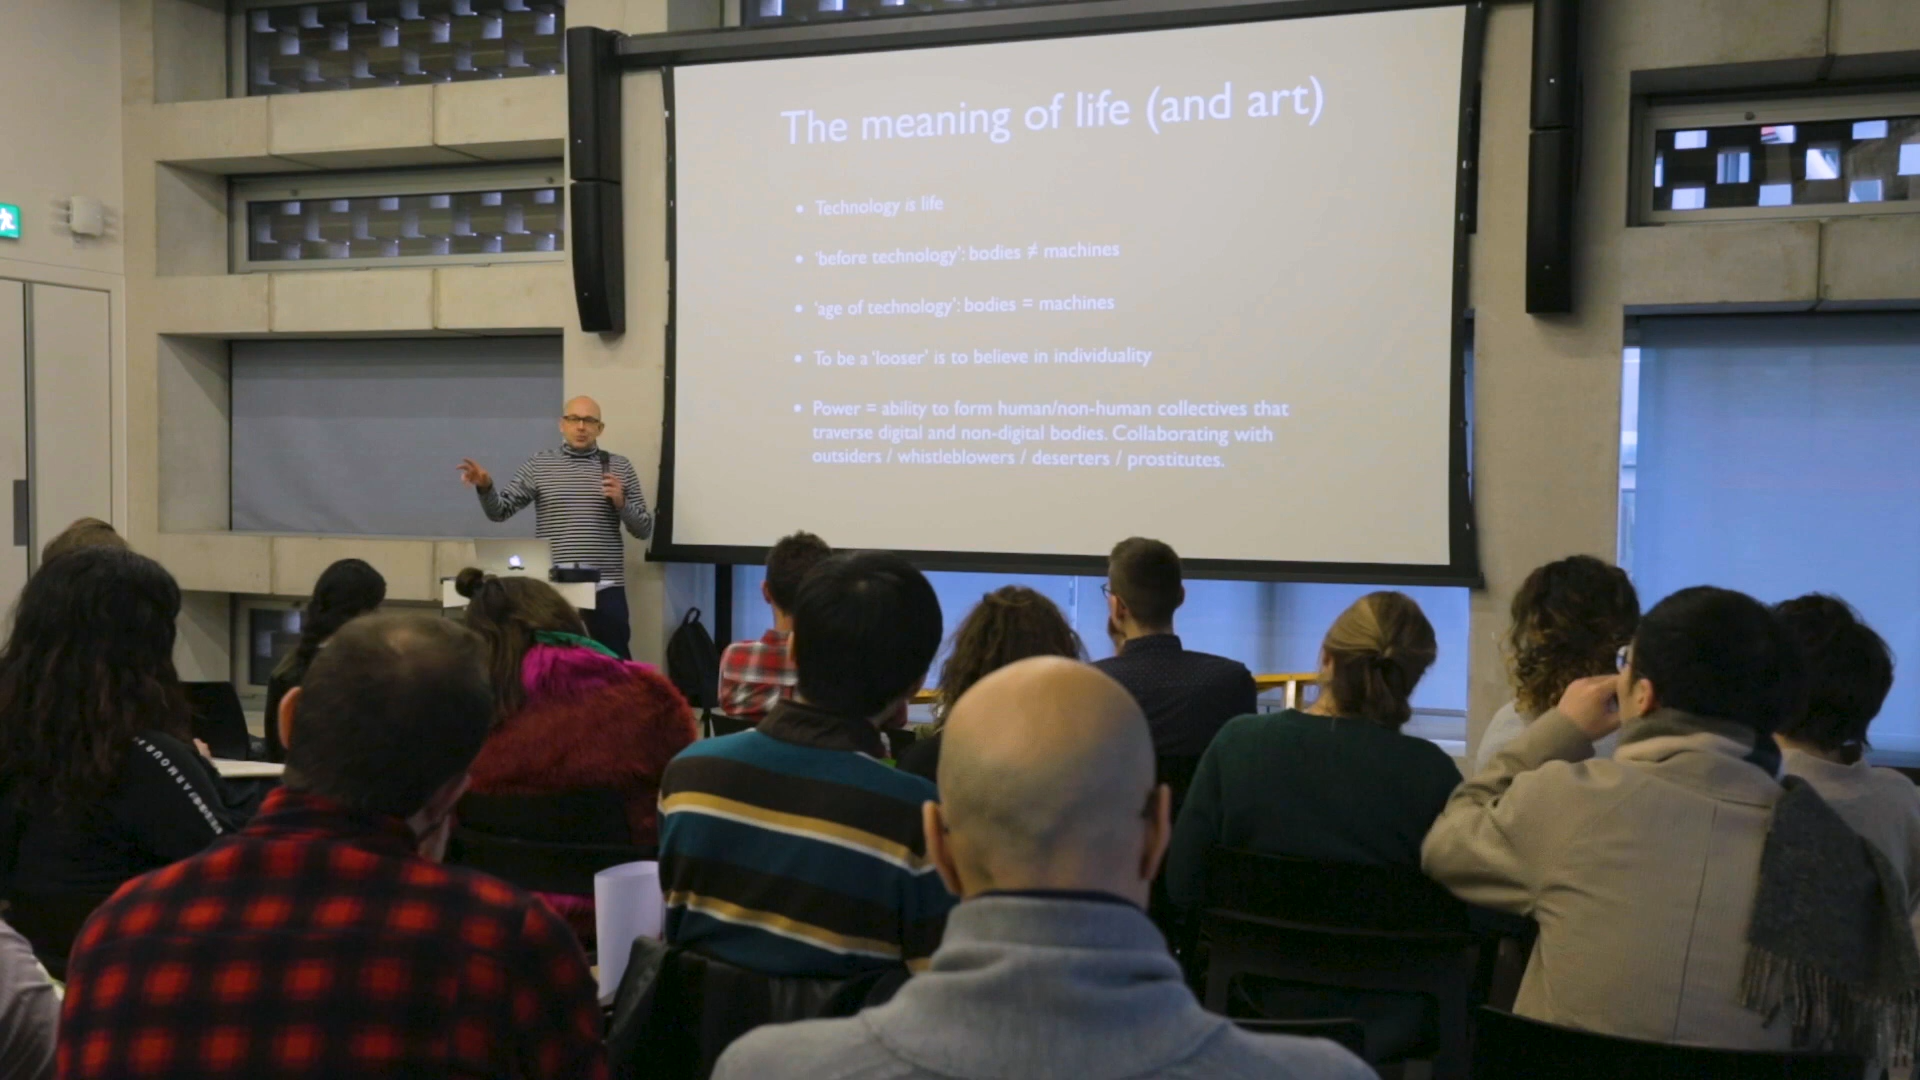 The meaning of life (and art)
• Technology is life
• 'before technology': bodies ≠ machines
• 'age of technology': bodies = machines
• To be a 'looser' is to believe in individuality
• Power = ability to form human/non-human collectives that
traverse digital and non-digital bodies. Collaborating with
outsiders / whistleblowers / deserters / prostitutes.